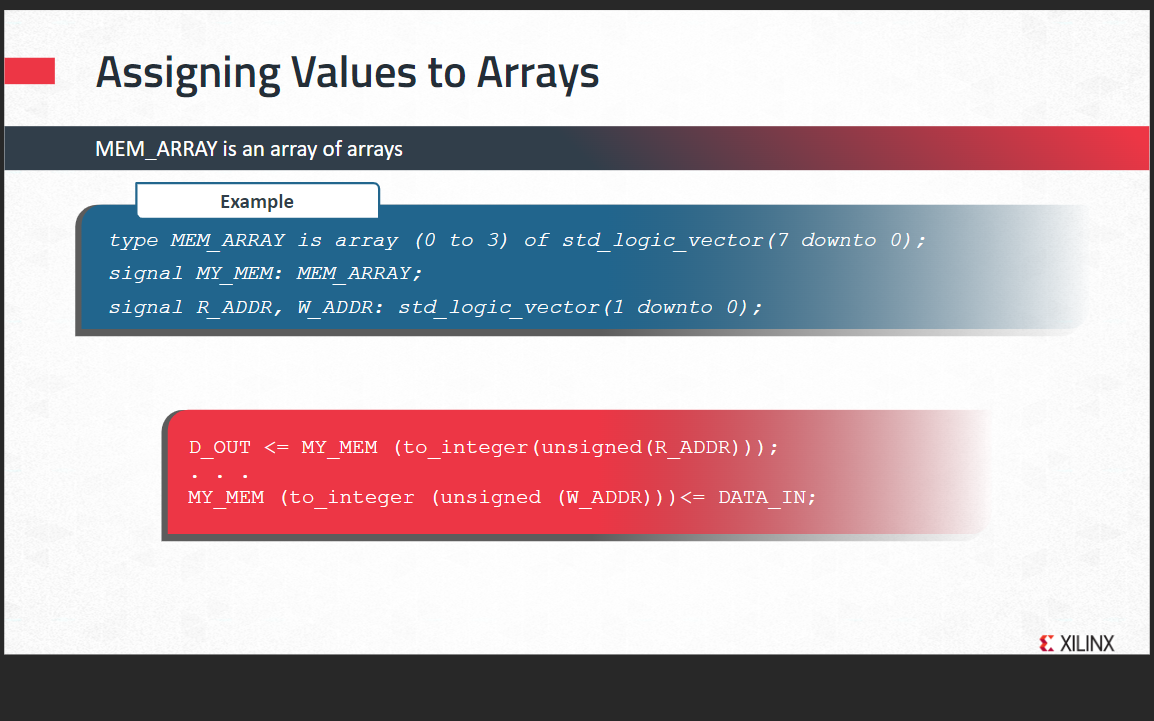 Assigning Values to Arrays
MEM_ARRAY is an array of arrays
Example
type MEM_ARRAY is array (0 to 3) of std_logic_vector(7 downto 0);
signal MY_MEM: MEM_ARRAY;
signal R_ADDR, W_ADDR: std_logic_vector(1 downto 0);
D_OUT <= MY_MEM (to_integer(unsigned(R_ADDR)));
. . .
MY_MEM (to_integer (unsigned (W_ADDR)))<= DATA_IN;
XILINX